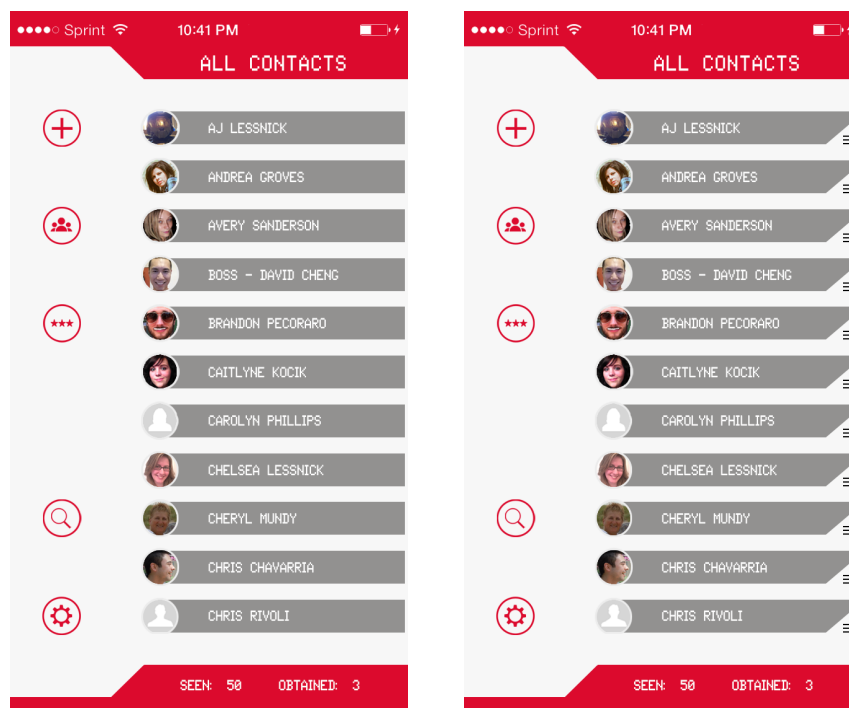 Sprint 10:41 PM
ALL CONTACTS
AJ LESSNICK
ANDREA GROVES
AVERY SANDERSON
BOSS - DAVID CHENG
BRANDON PECORARO
CAITLYNE KOCIK
CAROLYN PHILLIPS
CHELSEA LESSNICK
CHERYL MUNDY
CHRIS CHAVARRIA
CHRIS RIVOLI
SEEN: 50 OBTAINED: 3
Sprint 10:41 PM
ALL CONTACTS
AJ LESSNICK
ANDREA GROVES
AVERY SANDERSON
BOSS - DAVID CHENG
BRANDON PECORARO
CAITLYNE KOCIK
CAROLYN PHILLIPS
CHELSEA LESSNICK
CHERYL MUNDY
CHRIS CHAVARRIA
CHRIS RIVOLI
SEEN: 50 OBTAINED: 3